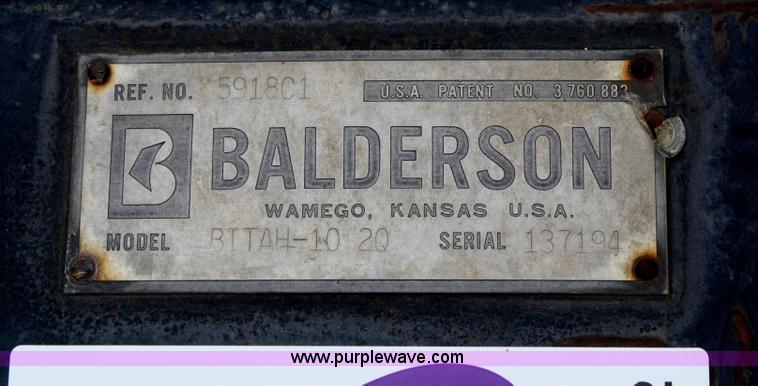 REF. NO. 5918C1 U.S.A. PATENT NO. 3,760,883
BALDERSON
WAMEGO, KANSAS U.S.A.
MODEL BTTAH-10 20 SERIAL 137194
www.purplewave.com